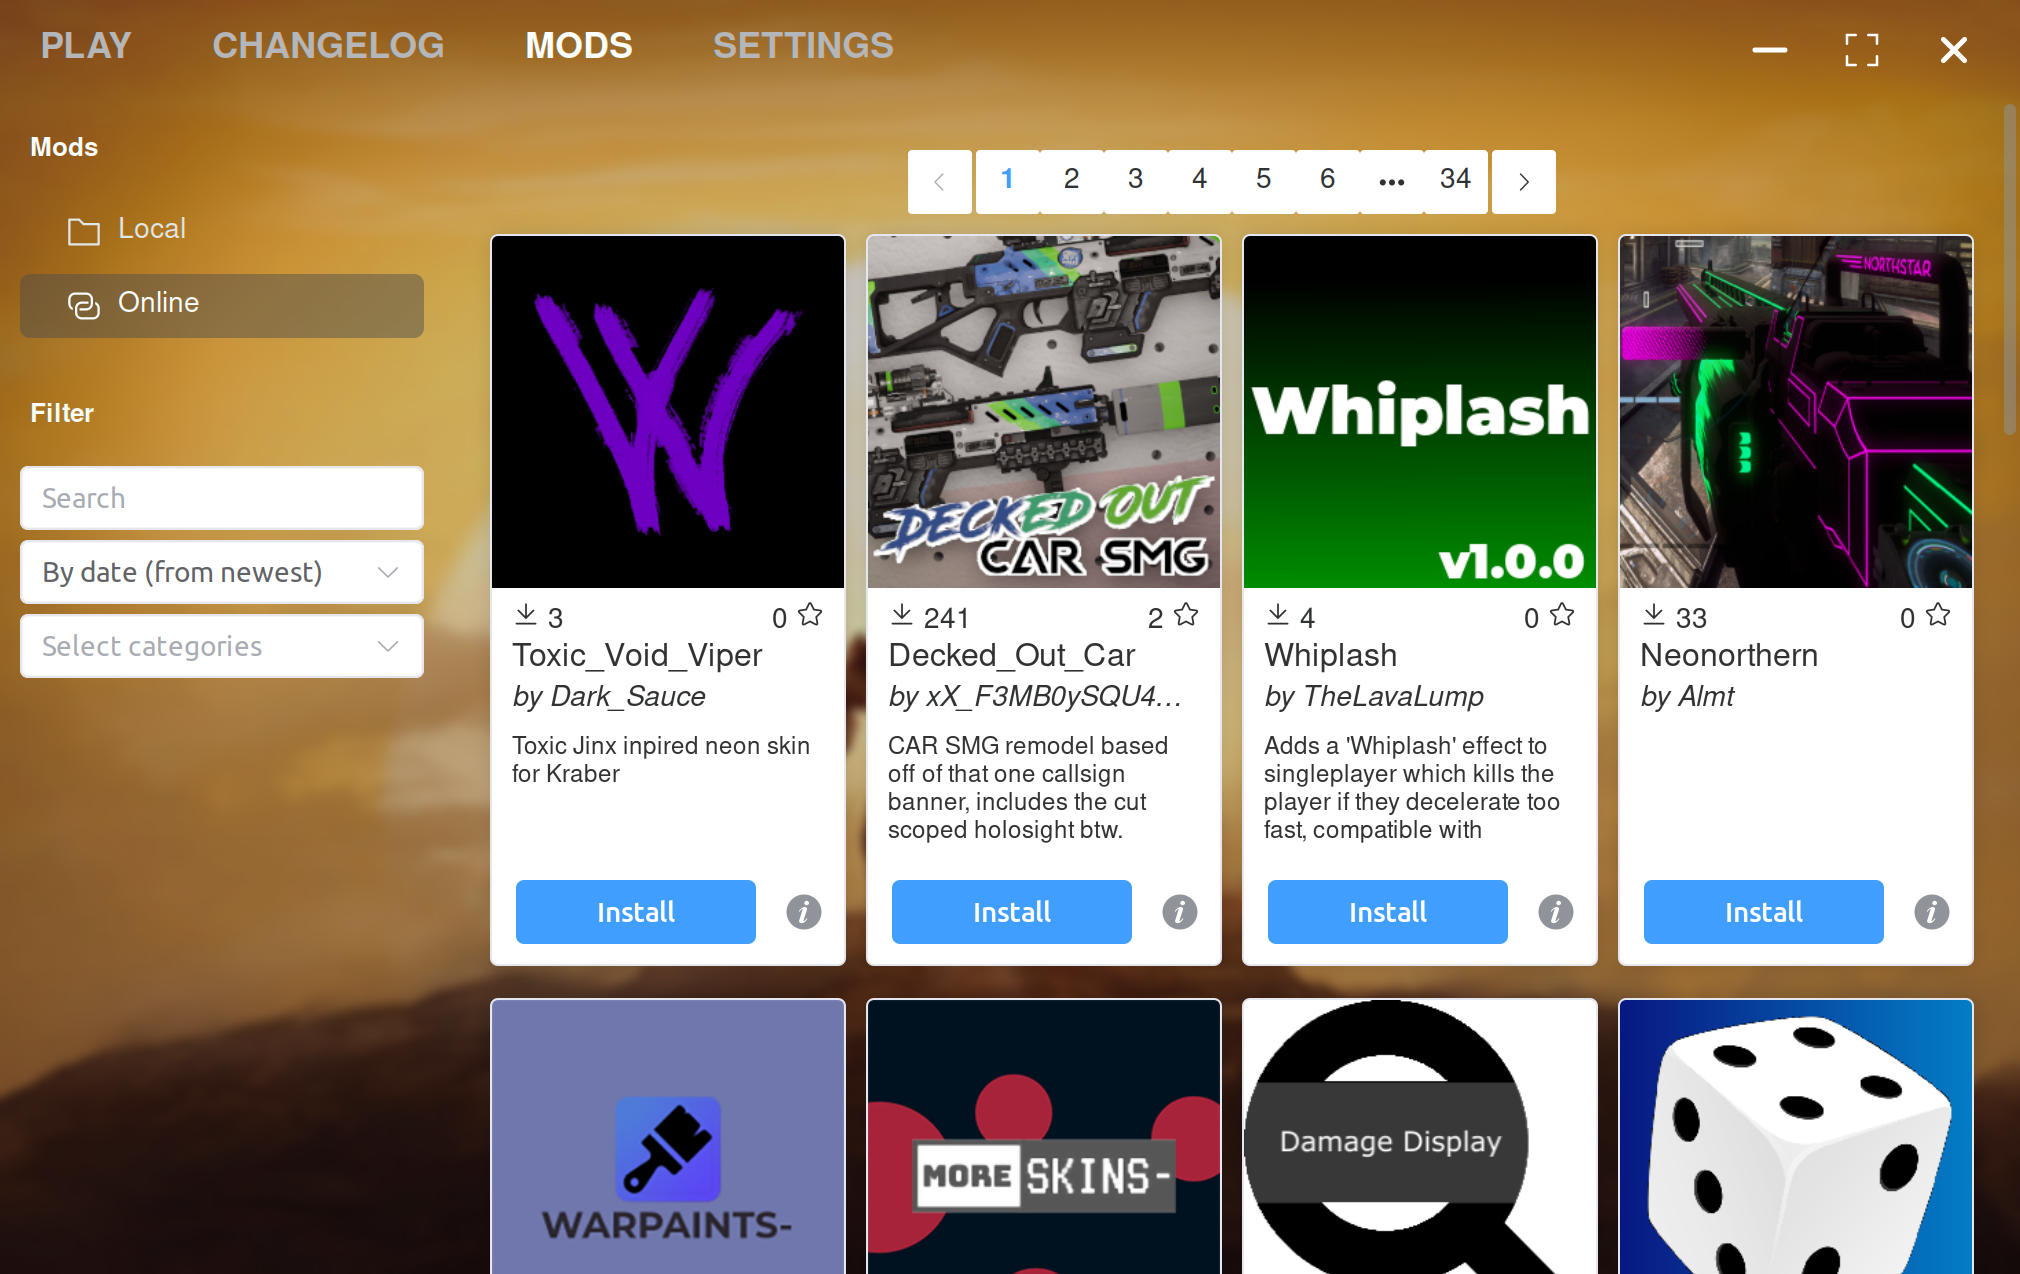 PLAY CHANGELOG MODS SETTINGS
Mods
Local
Online
Filter
Search
By date (from newest)
Select categories
1 2 3 4 5 6 ••• 34
DECKED OUT
CAR SMG
Whiplash
v1.0.0
NORTHSTAR
3 0
Toxic_Void_Viper
by Dark_Sauce
Toxic Jinx inpired neon skin
for Kraber
Install
241 2
Decked_Out_Car
by xX_F3MB0ySQU4...
CAR SMG remodel based
off of that one callsign
banner, includes the cut
scoped holosight btw.
Install
4 0
Whiplash
by TheLavaLump
Adds a 'Whiplash' effect to
singleplayer which kills the
player if they decelerate too
fast, compatible with
Install
33 0
Neonorthern
by Almt
Install
WARPAINTS-
MORE SKINS-
Damage Display